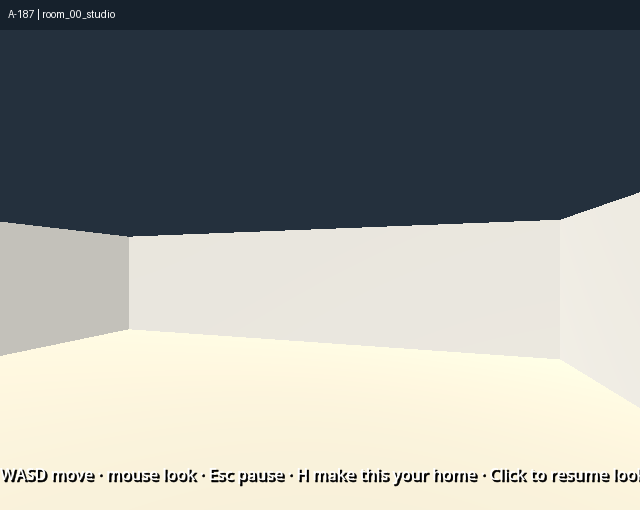 A-187 | room_00_studio
WASD move · mouse look · Esc pause · H make this your home · Click to resume